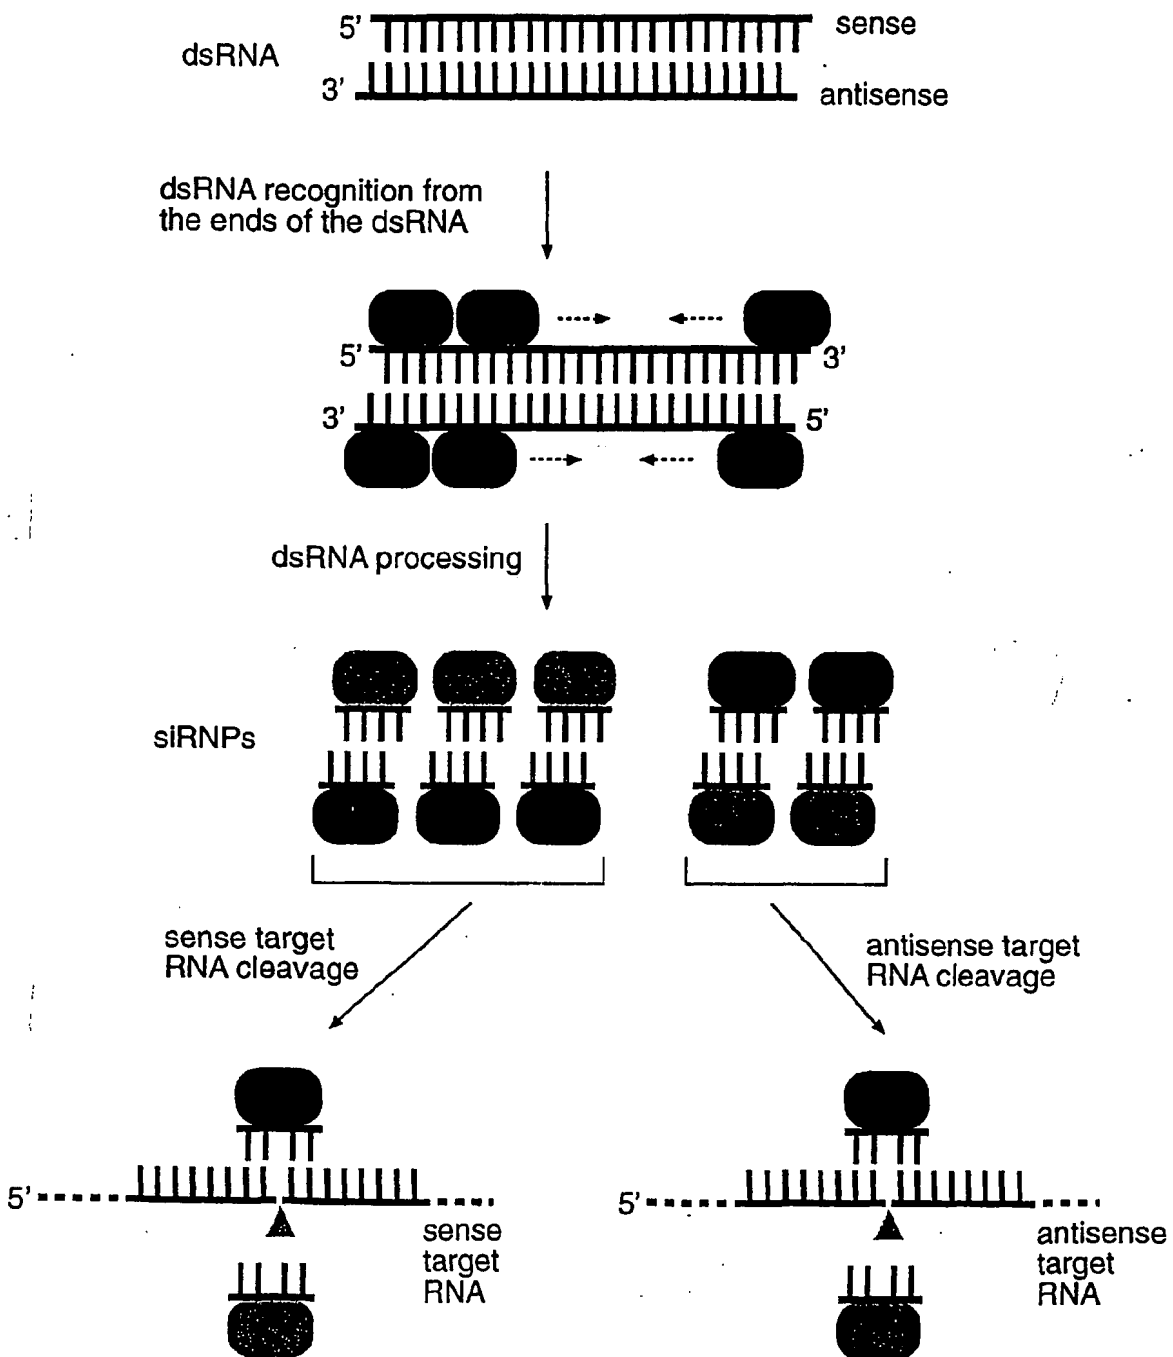 5' sense
dsRNA
3' antisense
dsRNA recognition from
the ends of the dsRNA
5' 3'
3' 5'
dsRNA processing
siRNPs
sense target
RNA cleavage
antisense target
RNA cleavage
5'
sense
target
RNA
5'
antisense
target
RNA